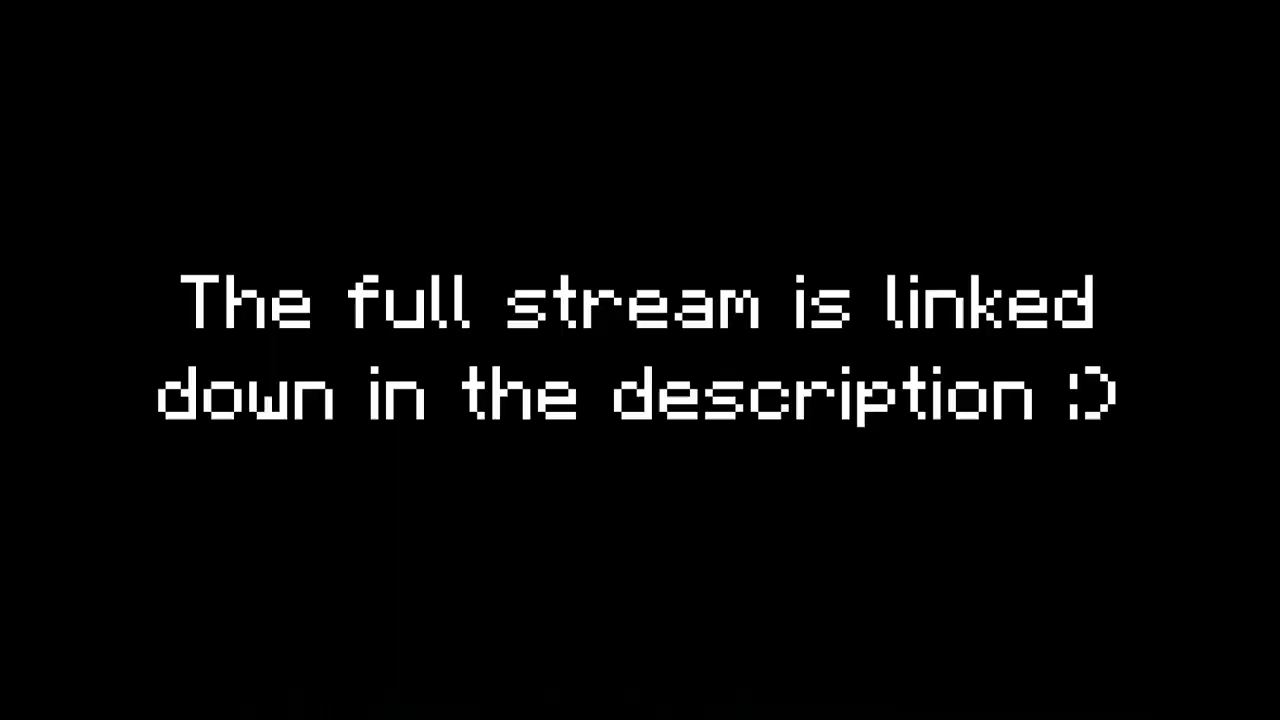 The full stream is linked
down in the description :)